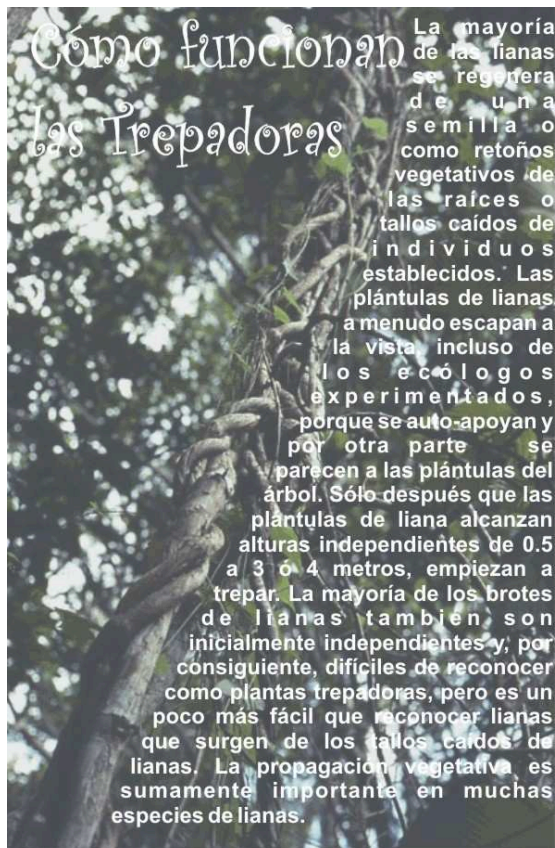 Cómo funcionan
las Trepadoras
La mayoría
de las lianas
se regenera
de una
semilla o
como retoños
vegetativos de
las raíces o
tallos caídos de
individuos
establecidos. Las
plántulas de lianas
a menudo escapan a
la vista, incluso de
los ecólogos
experimentados,
porque se auto-apoyan y
por otra parte se
parecen a las plántulas del
árbol. Sólo después que las
plántulas de liana alcanzan
alturas independientes de 0.5
a 3 ó 4 metros, empiezan a
trepar. La mayoría de los brotes
de lianas también son
inicialmente independientes y, por
consiguiente, difíciles de reconocer
como plantas trepadoras, pero es un
poco más fácil que reconocer lianas
que surgen de los tallos caídos de
lianas. La propagación vegetativa es
sumamente importante en muchas
especies de lianas.